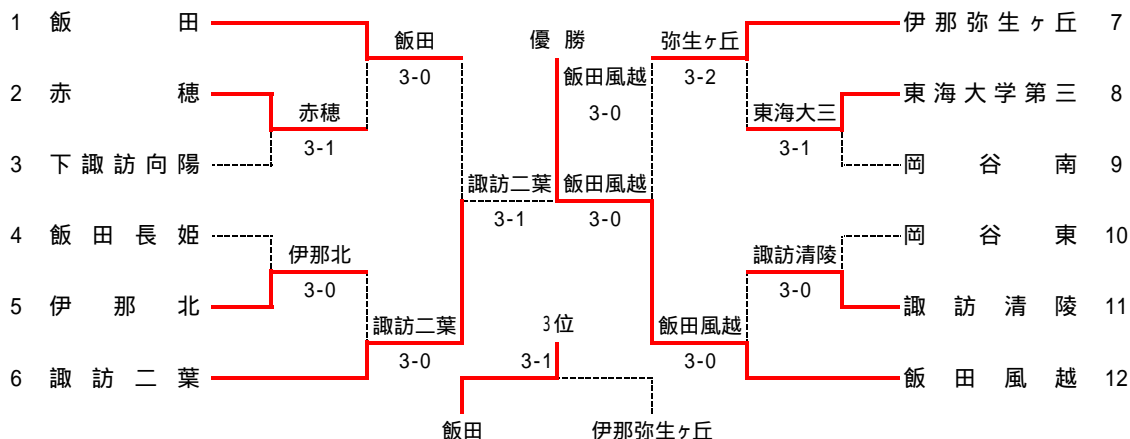 1 飯田
飯田
優勝
弥生ヶ丘
伊那弥生ヶ丘 7
3-0
飯田風越
3-2
2 赤穂
赤穂
3-0
東海大三
東海大学第三 8
3-1
3-1
3 下諏訪向陽
岡谷南 9
諏訪二葉
飯田風越
3-1
3-0
4 飯田長姫
岡谷東 10
伊那北
諏訪清陵
3-0
3-0
5 伊那北
諏訪清陵 11
諏訪二葉
3位
飯田風越
3-0
3-1
3-0
6 諏訪二葉
飯田風越 12
飯田
伊那弥生ヶ丘